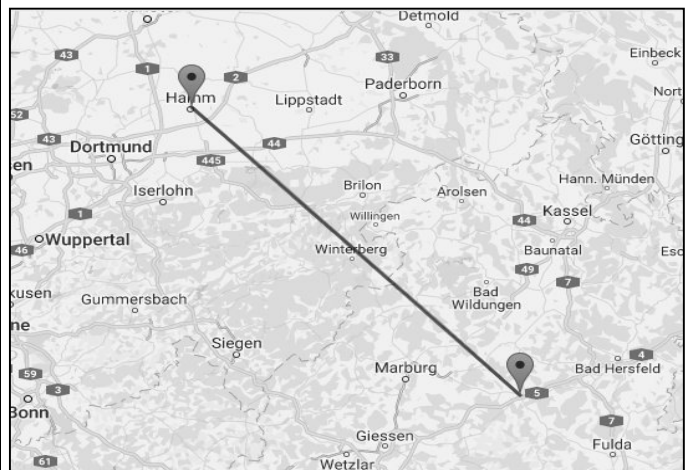 Detmold
43
1
2
33
Einbeck
Paderborn
Hamm
Lippstadt
Nort
52
43
Dortmund
44
Götting
445
en
Iserlohn
Brilon
Arolsen
Hann. Münden
1
Willingen
44
Kassel
46
Wuppertal
Winterberg
Baunatal
Esc
49
7
kusen
Gummersbach
Bad
Wildungen
ne
Siegen
4
59
Marburg
Bad Hersfeld
3
5
Bonn
7
Giessen
Fulda
61
Wetzlar